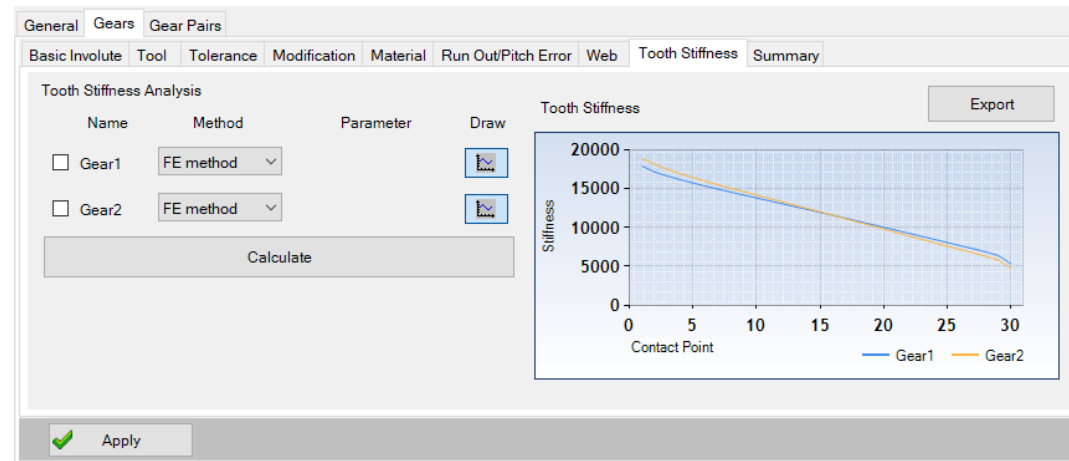 General Gears Gear Pairs
Basic Involute Tool Tolerance Modification Material Run Out/Pitch Error Web Tooth Stiffness Summary
Tooth Stiffness Analysis
Name Method Parameter Draw
Gear1 FE method
Gear2 FE method
Calculate
Tooth Stiffness
Export
20000
15000
10000
5000
0
Stiffness
0 5 10 15 20 25 30
Contact Point
Gear1 Gear2
Apply